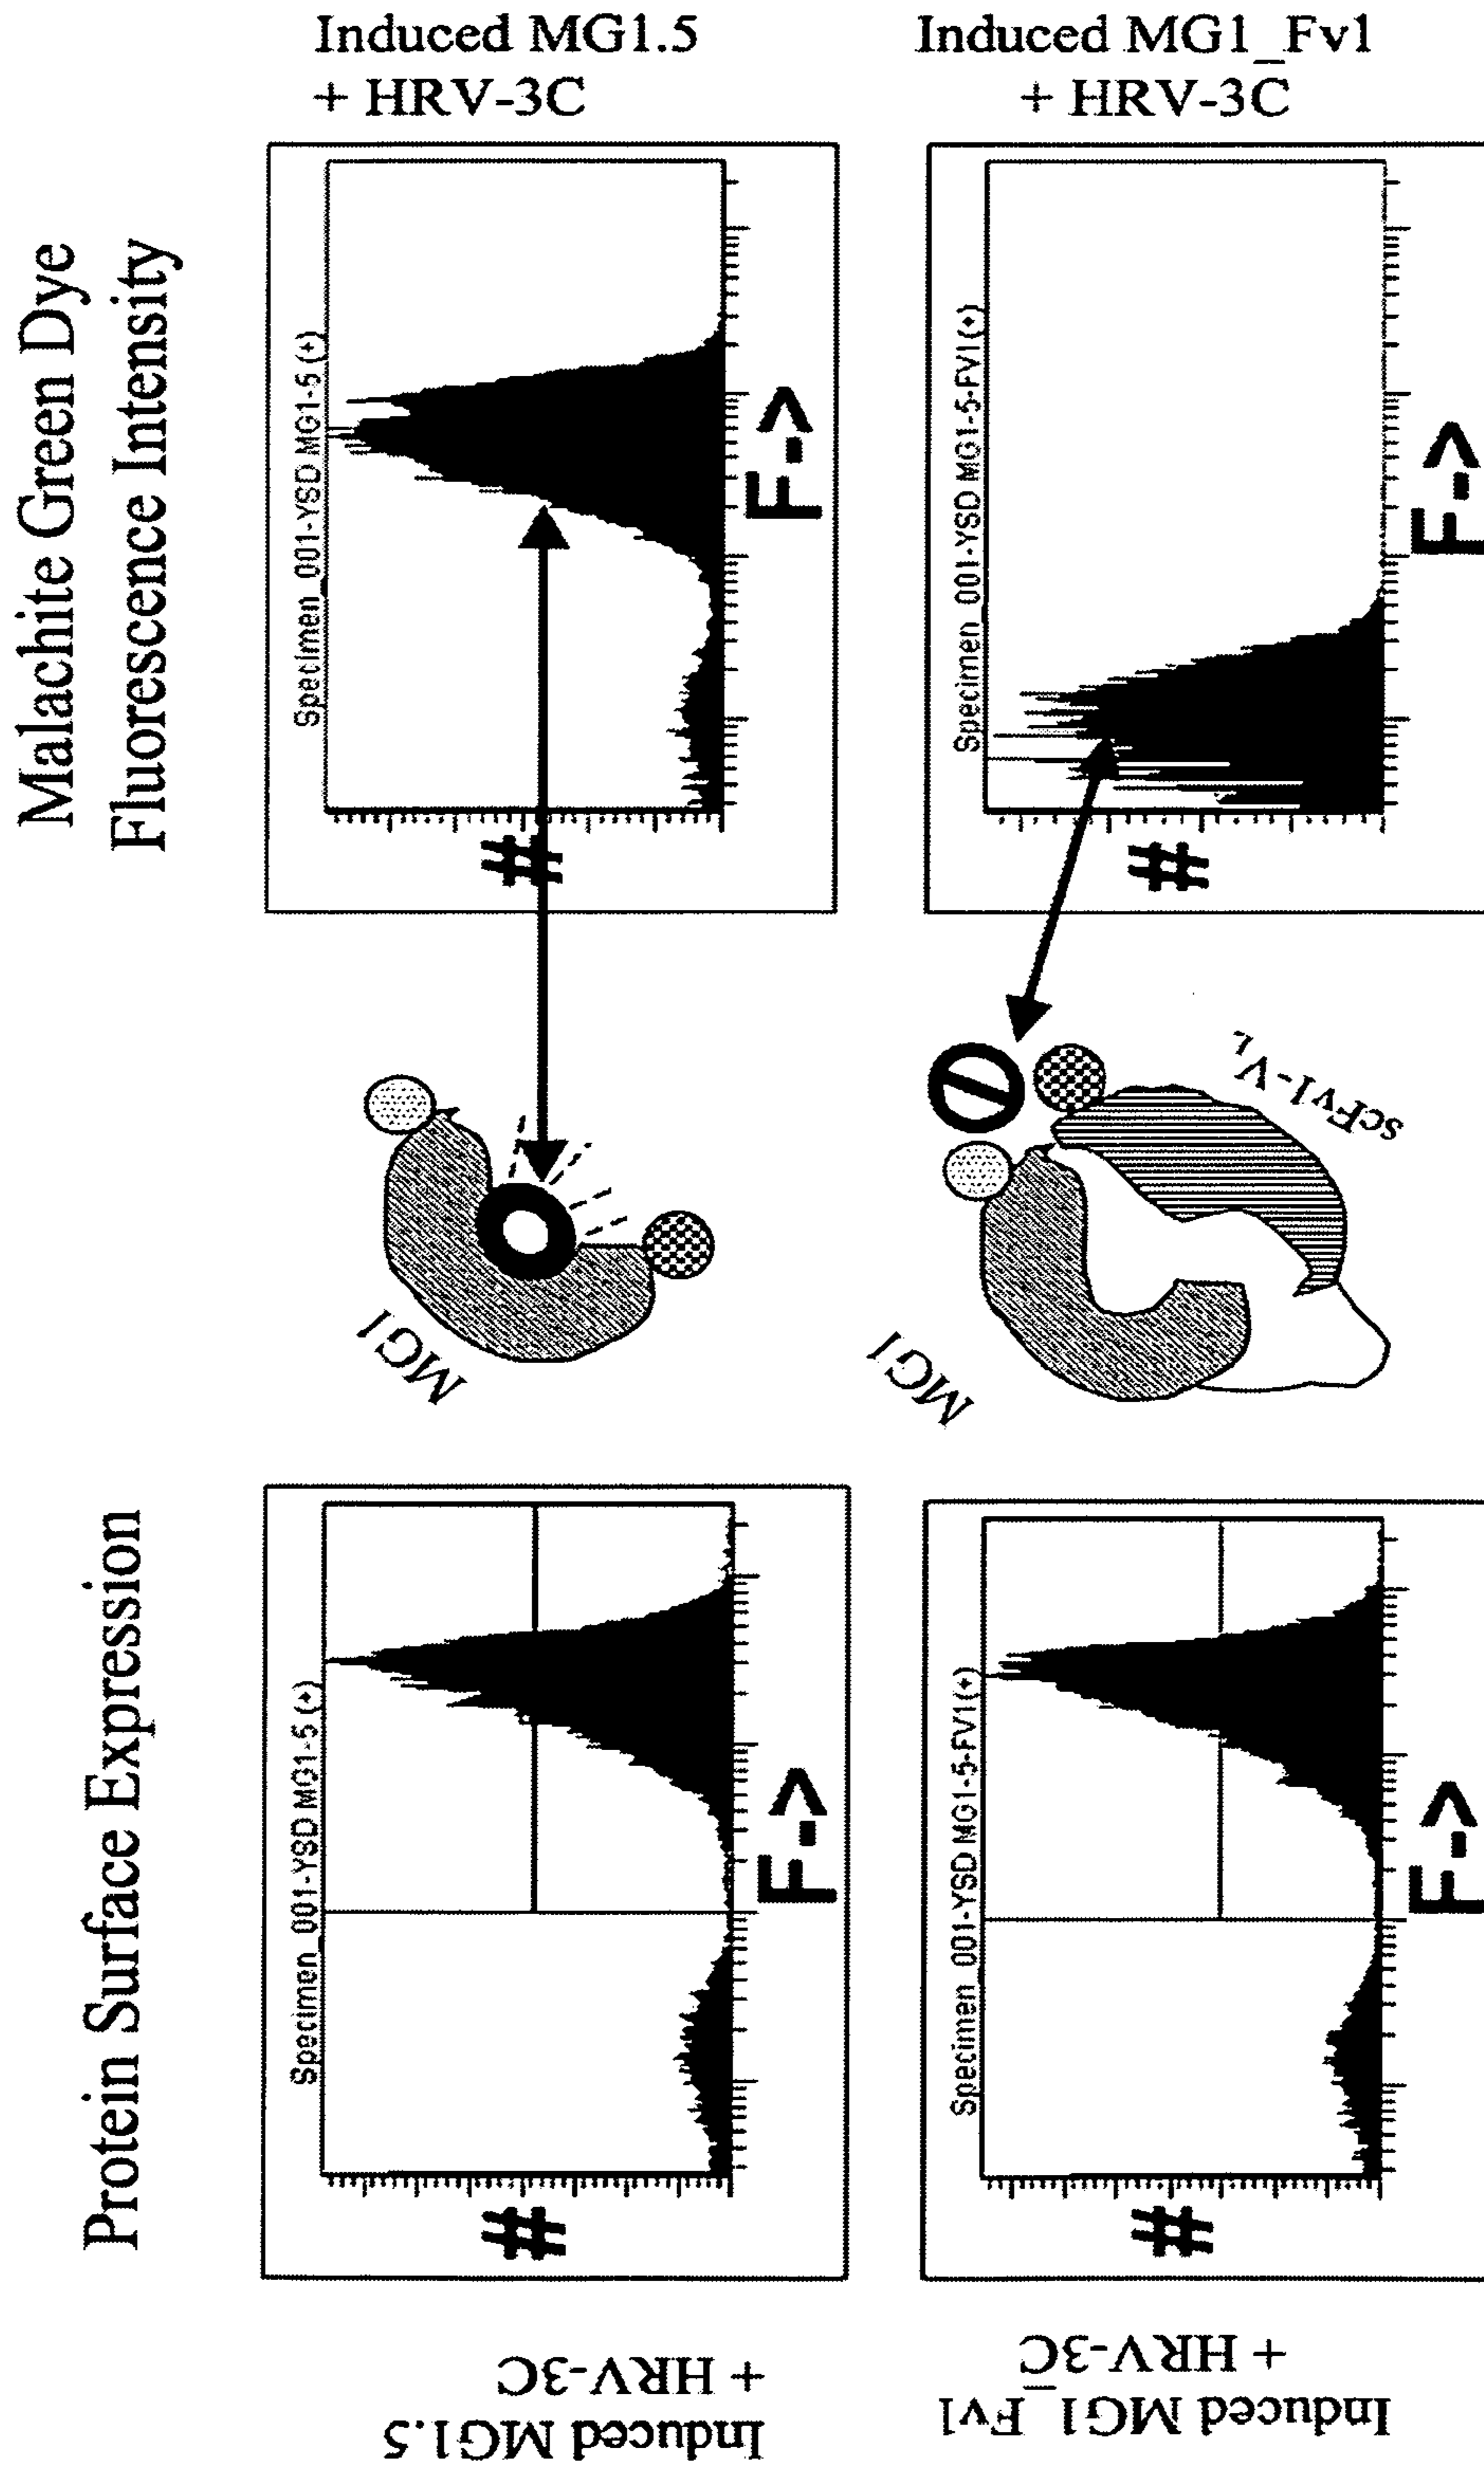 Protein Surface Expression
Malachite Green Dye
Fluorescence Intensity
Induced MG1.5
+ HRV-3C
Specimen_001-YSD MG1-5 (+)
#
F->
MG1
Specimen_001-YSD MG1-5 (+)
#
F->
Induced MG1.5
+ HRV-3C
Induced MG1_Fv1
+ HRV-3C
Specimen_001-YSD MG1-5-FV1(+)
#
F->
MG1
scFv1-VL
Specimen_001-YSD MG1-5-FV1(+)
#
F->
Induced MG1_Fv1
+ HRV-3C